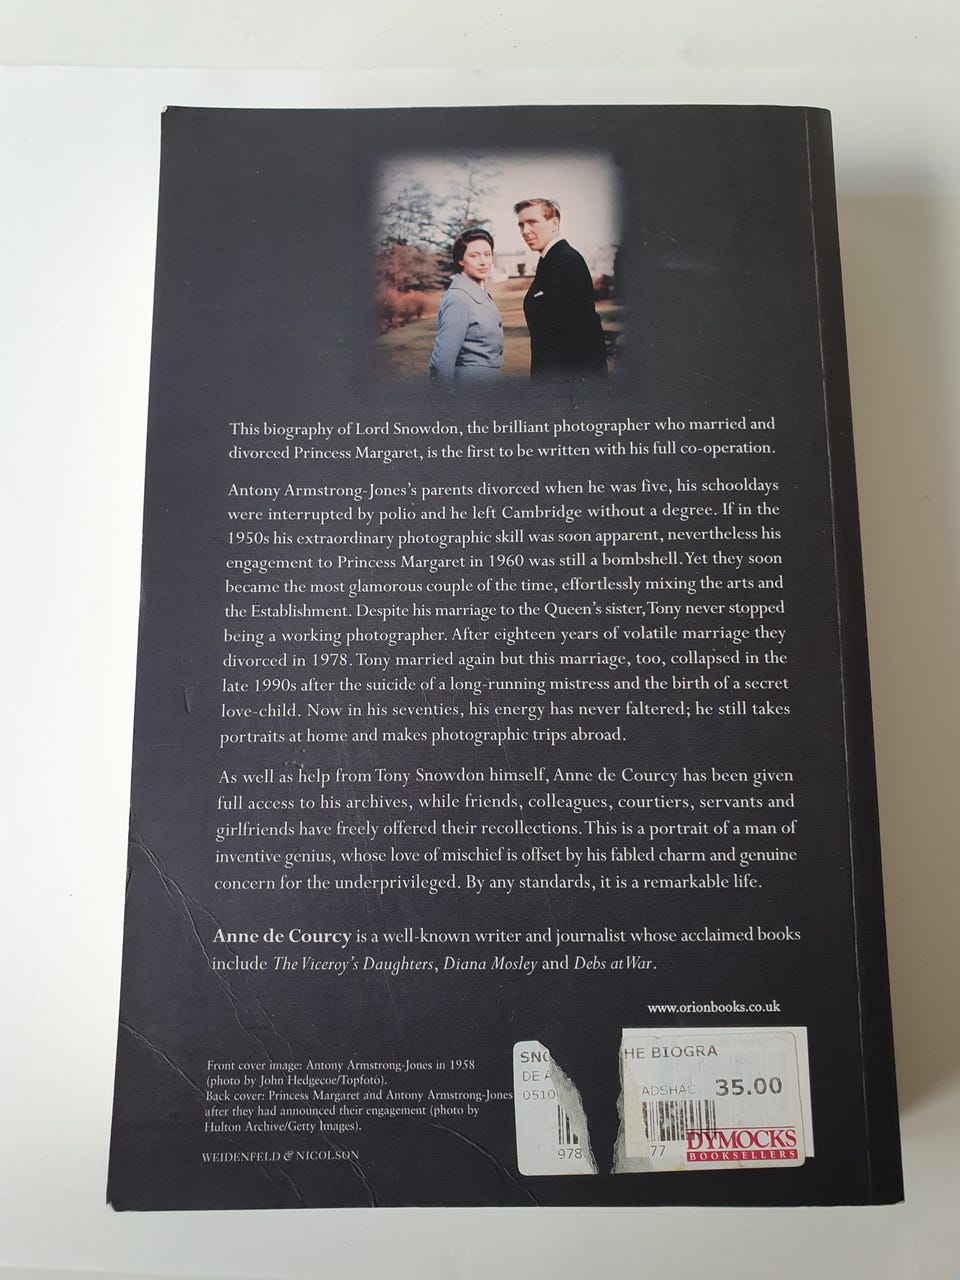 This biography of Lord Snowdon, the brilliant photographer who married and
divorced Princess Margaret, is the first to be written with his full co-operation.
Antony Armstrong-Jones's parents divorced when he was five, his schooldays
were interrupted by polio and he left Cambridge without a degree. If in the
1950s his extraordinary photographic skill was soon apparent, nevertheless his
engagement to Princess Margaret in 1960 was still a bombshell. Yet they soon
became the most glamorous couple of the time, effortlessly mixing the arts and
the Establishment. Despite his marriage to the Queen's sister, Tony never stopped
being a working photographer. After eighteen years of volatile marriage they
divorced in 1978. Tony married again but this marriage, too, collapsed in the
late 1990s after the suicide of a long-running mistress and the birth of a secret
love-child. Now in his seventies, his energy has never faltered; he still takes
portraits at home and makes photographic trips abroad.
As well as help from Tony Snowdon himself, Anne de Courcy has been given
full access to his archives, while friends, colleagues, courtiers, servants and
girlfriends have freely offered their recollections. This is a portrait of a man of
inventive genius, whose love of mischief is offset by his fabled charm and genuine
concern for the underprivileged. By any standards, it is a remarkable life.
Anne de Courcy is a well-known writer and journalist whose acclaimed books
include The Viceroy's Daughters, Diana Mosley and Debs at War.
www.orionbooks.co.uk
Front cover image: Antony Armstrong-Jones in 1958
(photo by John Hedgecoe/Topfoto).
Back cover: Princess Margaret and Antony Armstrong-Jones
after they had announced their engagement (photo by
Hulton Archive/Getty Images).
WEIDENFELD & NICOLSON
SNO HE BIOGRA
DE A ADSHAC 35.00
0510
978 77
DYMOCKS
BOOKSELLERS